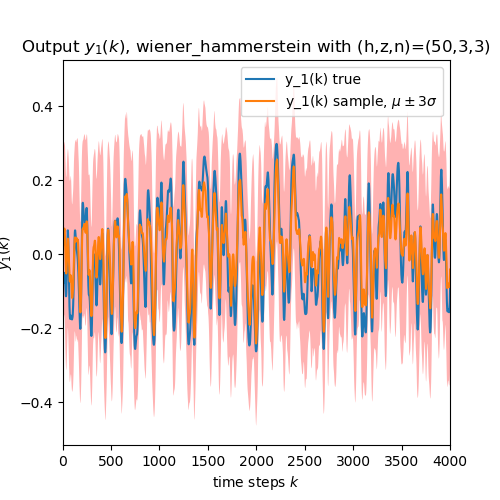 Output y₁(k), wiener_hammerstein with (h,z,n)=(50,3,3)
y_1(k) true
y_1(k) sample, μ ± 3σ
0.4
0.2
0.0
−0.2
−0.4
y₁(k)
0 500 1000 1500 2000 2500 3000 3500 4000
time steps k